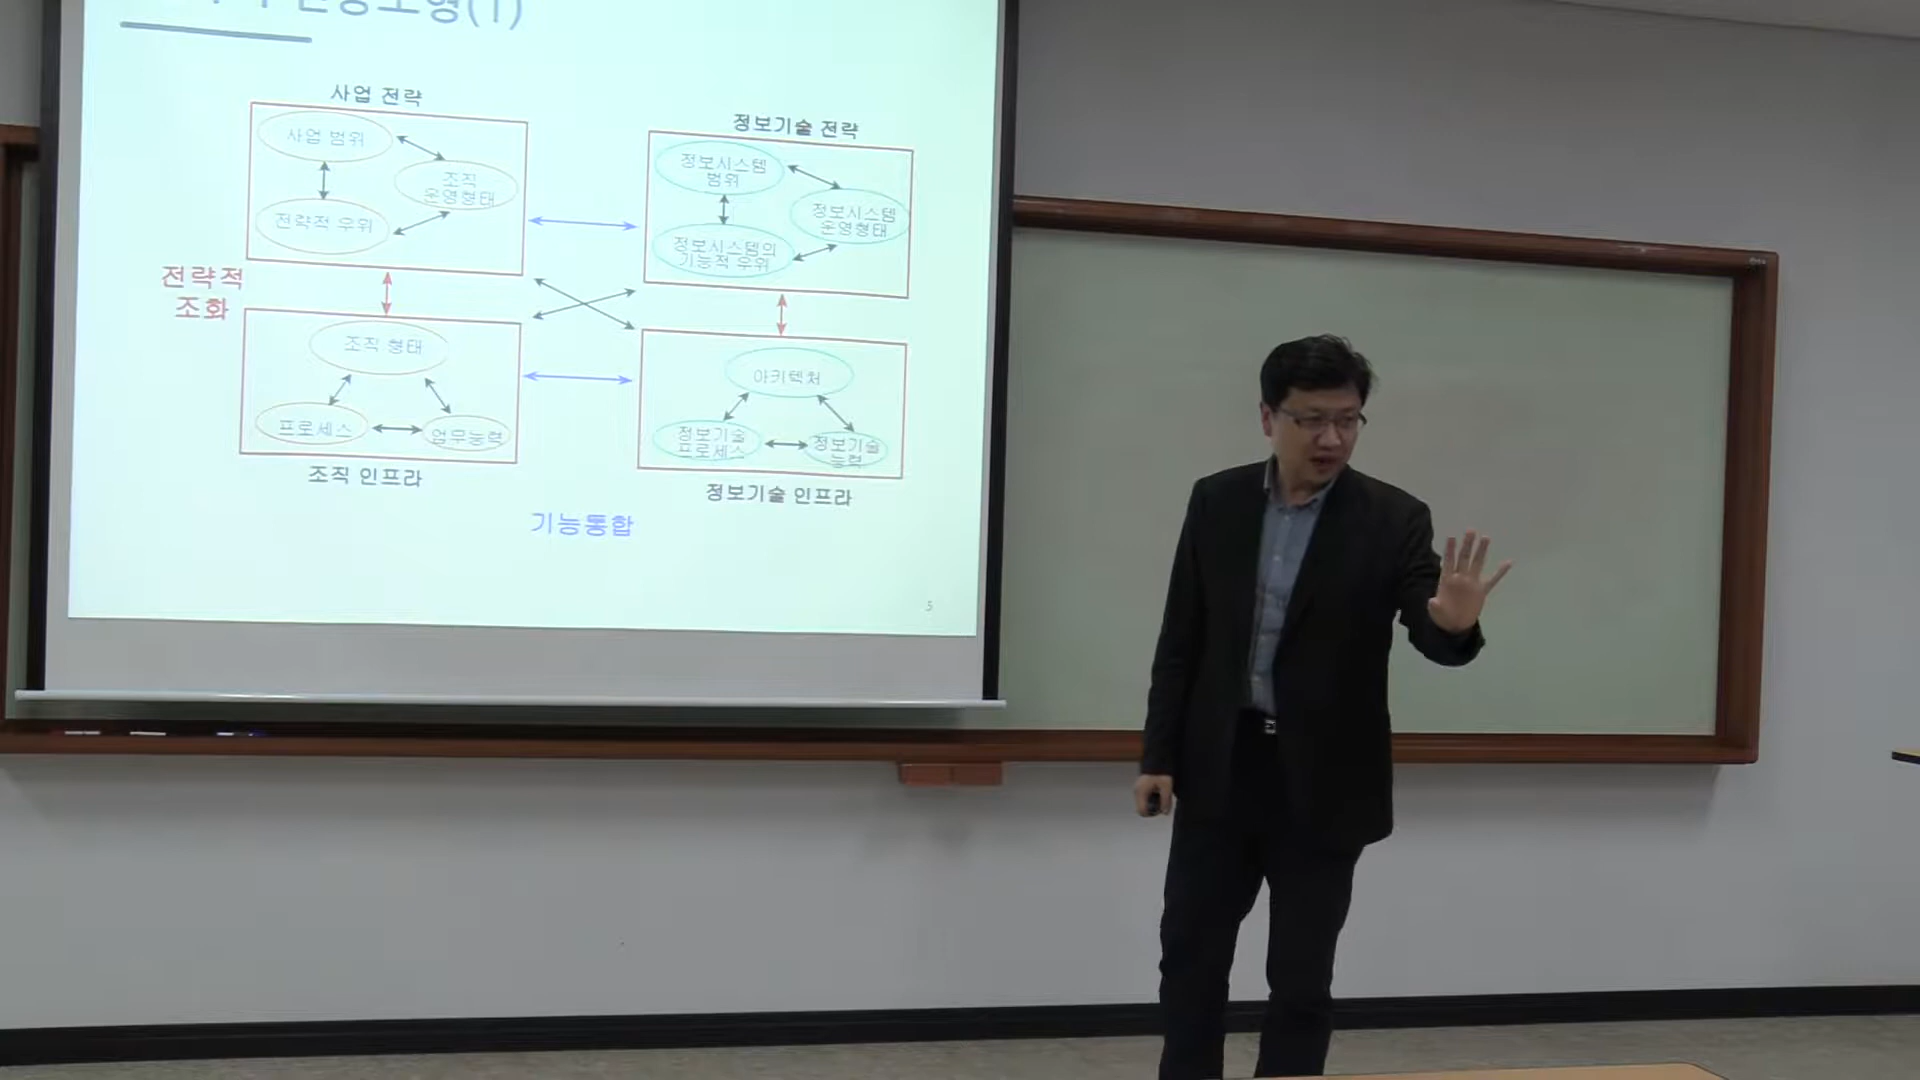 사업 전략
사업 범위
조직
운영형태
전략적 우위
정보기술 전략
정보시스템
범위
정보시스템
운영형태
정보시스템의
기능적 우위
전략적
조화
조직 형태
프로세스
업무능력
조직 인프라
아키텍처
정보기술
프로세스
정보기술
능력
정보기술 인프라
기능통합
5